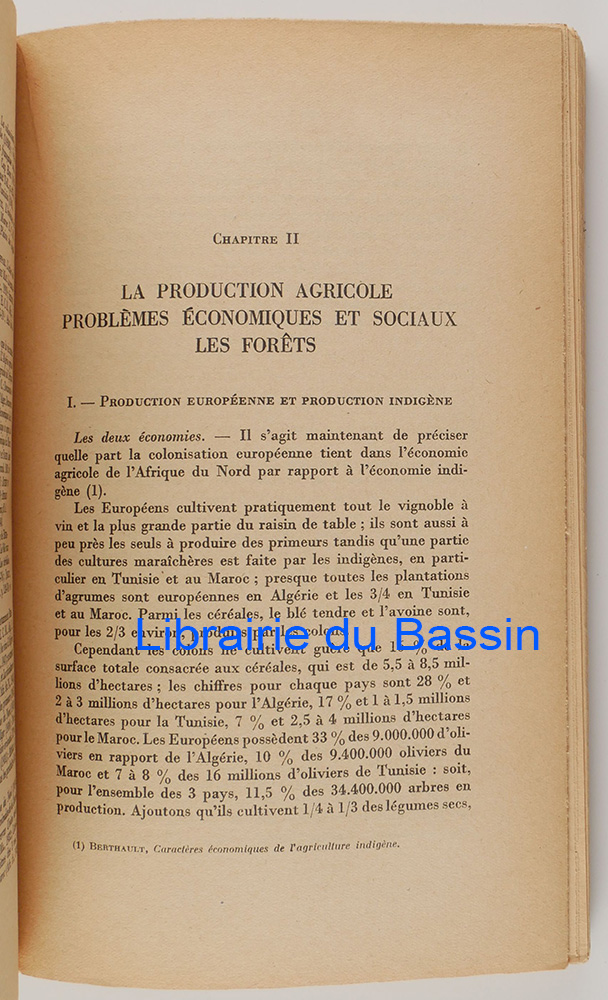 CHAPITRE II
LA PRODUCTION AGRICOLE
PROBLÈMES ÉCONOMIQUES ET SOCIAUX
LES FORÊTS
I. — PRODUCTION EUROPÉENNE ET PRODUCTION INDIGÈNE
Les deux économies. — Il s'agit maintenant de préciser
quelle part la colonisation européenne tient dans l'économie
agricole de l'Afrique du Nord par rapport à l'économie indi-
gène (1).
Les Européens cultivent pratiquement tout le vignoble à
vin et la plus grande partie du raisin de table ; ils sont aussi à
peu près les seuls à produire des primeurs tandis qu'une partie
des cultures maraîchères est faite par les indigènes, en parti-
culier en Tunisie et au Maroc ; presque toutes les plantations
d'agrumes sont européennes en Algérie et les 3/4 en Tunisie
et au Maroc. Parmi les céréales, le blé tendre et l'avoine sont,
pour les 2/3 environ, produits par les colons.
Librairie du Bassin
Cependant les colons ne cultivent guère que % de la
surface totale consacrée aux céréales, qui est de 5,5 à 8,5 mil-
lions d'hectares ; les chiffres pour chaque pays sont 28 % et
2 à 3 millions d'hectares pour l'Algérie, 17 % et 1 à 1,5 millions
d'hectares pour la Tunisie, 7 % et 2,5 à 4 millions d'hectares
pour le Maroc. Les Européens possèdent 33 % des 9.000.000 d'oli-
viers en rapport de l'Algérie, 10 % des 9.400.000 oliviers du
Maroc et 7 à 8 % des 16 millions d'oliviers de Tunisie : soit,
pour l'ensemble des 3 pays, 11,5 % des 34.400.000 arbres en
production. Ajoutons qu'ils cultivent 1/4 à 1/3 des légumes secs,
(1) BERTHAULT, Caractères économiques de l'agriculture indigène.